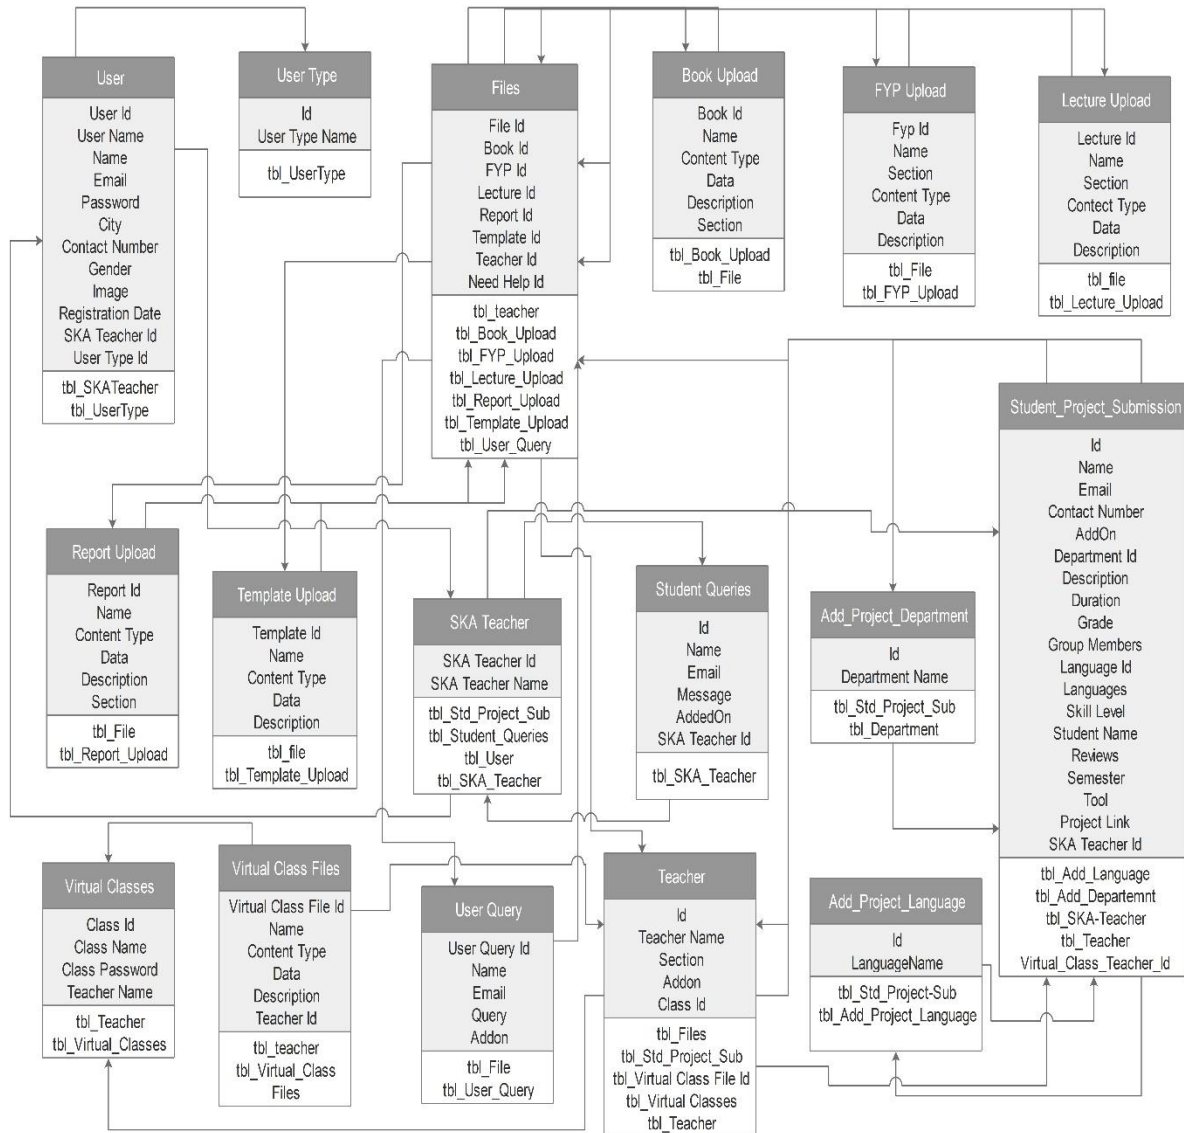 User
User Id
User Name
Name
Email
Password
City
Contact Number
Gender
Image
Registration Date
SKA Teacher Id
User Type Id
tbl_SKATeacher
tbl_UserType
User Type
Id
User Type Name
tbl_UserType
Files
File Id
Book Id
FYP Id
Lecture Id
Report Id
Template Id
Teacher Id
Need Help Id
tbl_teacher
tbl_Book_Upload
tbl_FYP_Upload
tbl_Lecture_Upload
tbl_Report_Upload
tbl_Template_Upload
tbl_User_Query
Book Upload
Book Id
Name
Content Type
Data
Description
Section
tbl_Book_Upload
tbl_File
FYP Upload
Fyp Id
Name
Section
Content Type
Data
Description
tbl_File
tbl_FYP_Upload
Lecture Upload
Lecture Id
Name
Section
Contect Type
Data
Description
tbl_file
tbl_Lecture_Upload
Report Upload
Report Id
Name
Content Type
Data
Description
Section
tbl_File
tbl_Report_Upload
Template Upload
Template Id
Name
Content Type
Data
Description
tbl_file
tbl_Template_Upload
SKA Teacher
SKA Teacher Id
SKA Teacher Name
tbl_Std_Project_Sub
tbl_Student_Queries
tbl_User
tbl_SKA_Teacher
Student Queries
Id
Name
Email
Message
AddedOn
SKA Teacher Id
tbl_SKA_Teacher
Add_Project_Department
Id
Department Name
tbl_Std_Project_Sub
tbl_Department
Student_Project_Submission
Id
Name
Email
Contact Number
AddOn
Department Id
Description
Duration
Grade
Group Members
Language Id
Languages
Skill Level
Student Name
Reviews
Semester
Tool
Project Link
SKA Teacher Id
tbl_Add_Language
tbl_Add_Departemnt
tbl_SKA-Teacher
tbl_Teacher
Virtual_Class_Teacher_Id
Virtual Classes
Class Id
Class Name
Class Password
Teacher Name
tbl_Teacher
tbl_Virtual_Classes
Virtual Class Files
Virtual Class File Id
Name
Content Type
Data
Description
Teacher Id
tbl_teacher
tbl_Virtual_Class
Files
User Query
User Query Id
Name
Email
Query
Addon
tbl_File
tbl_User_Query
Teacher
Id
Teacher Name
Section
Addon
Class Id
tbl_Files
tbl_Std_Project_Sub
tbl_Virtual Class File Id
tbl_Virtual Classes
tbl_Teacher
Add_Project_Language
Id
LanguageName
tbl_Std_Project-Sub
tbl_Add_Project_Language